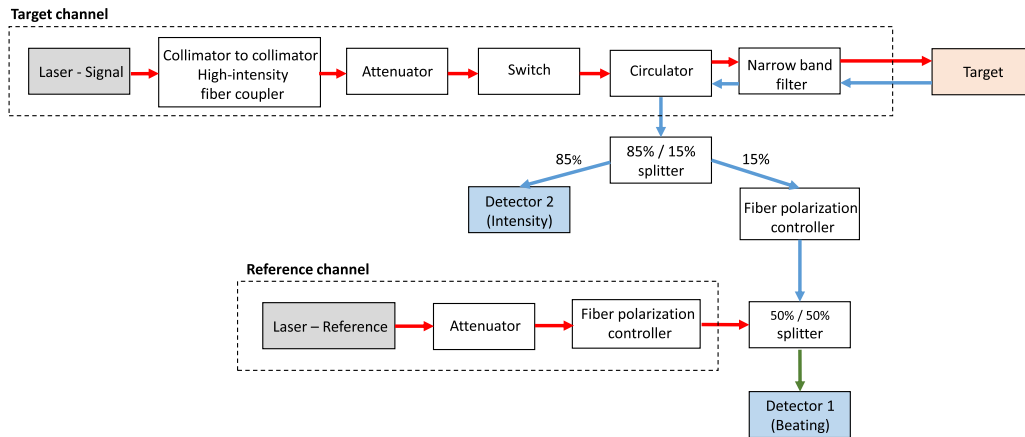 Target channel
Laser - Signal
Collimator to collimator
High-intensity
fiber coupler
Attenuator
Switch
Circulator
Narrow band
filter
Target
85%
85% / 15%
splitter
15%
Detector 2
(Intensity)
Fiber polarization
controller
Reference channel
Laser – Reference
Attenuator
Fiber polarization
controller
50% / 50%
splitter
Detector 1
(Beating)